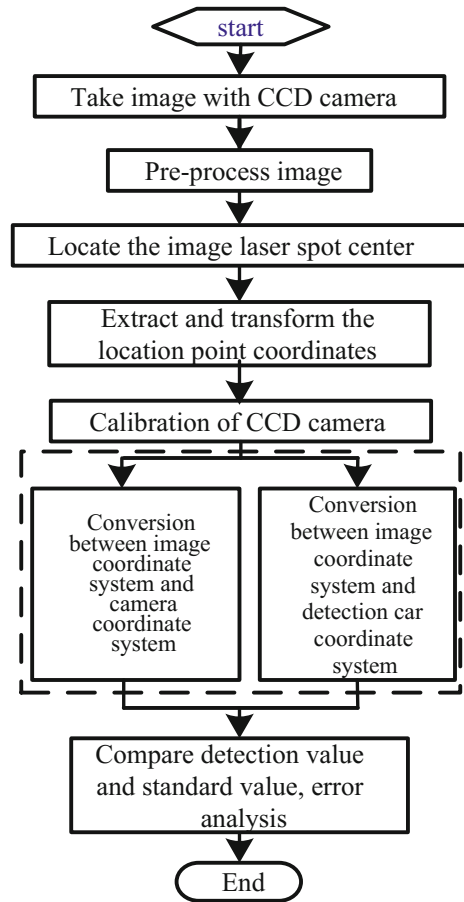 start
Take image with CCD camera
Pre-process image
Locate the image laser spot center
Extract and transform the
location point coordinates
Calibration of CCD camera
Conversion
between image
coordinate
system and
camera
coordinate
system
Conversion
between image
coordinate
system and
detection car
coordinate
system
Compare detection value
and standard value, error
analysis
End